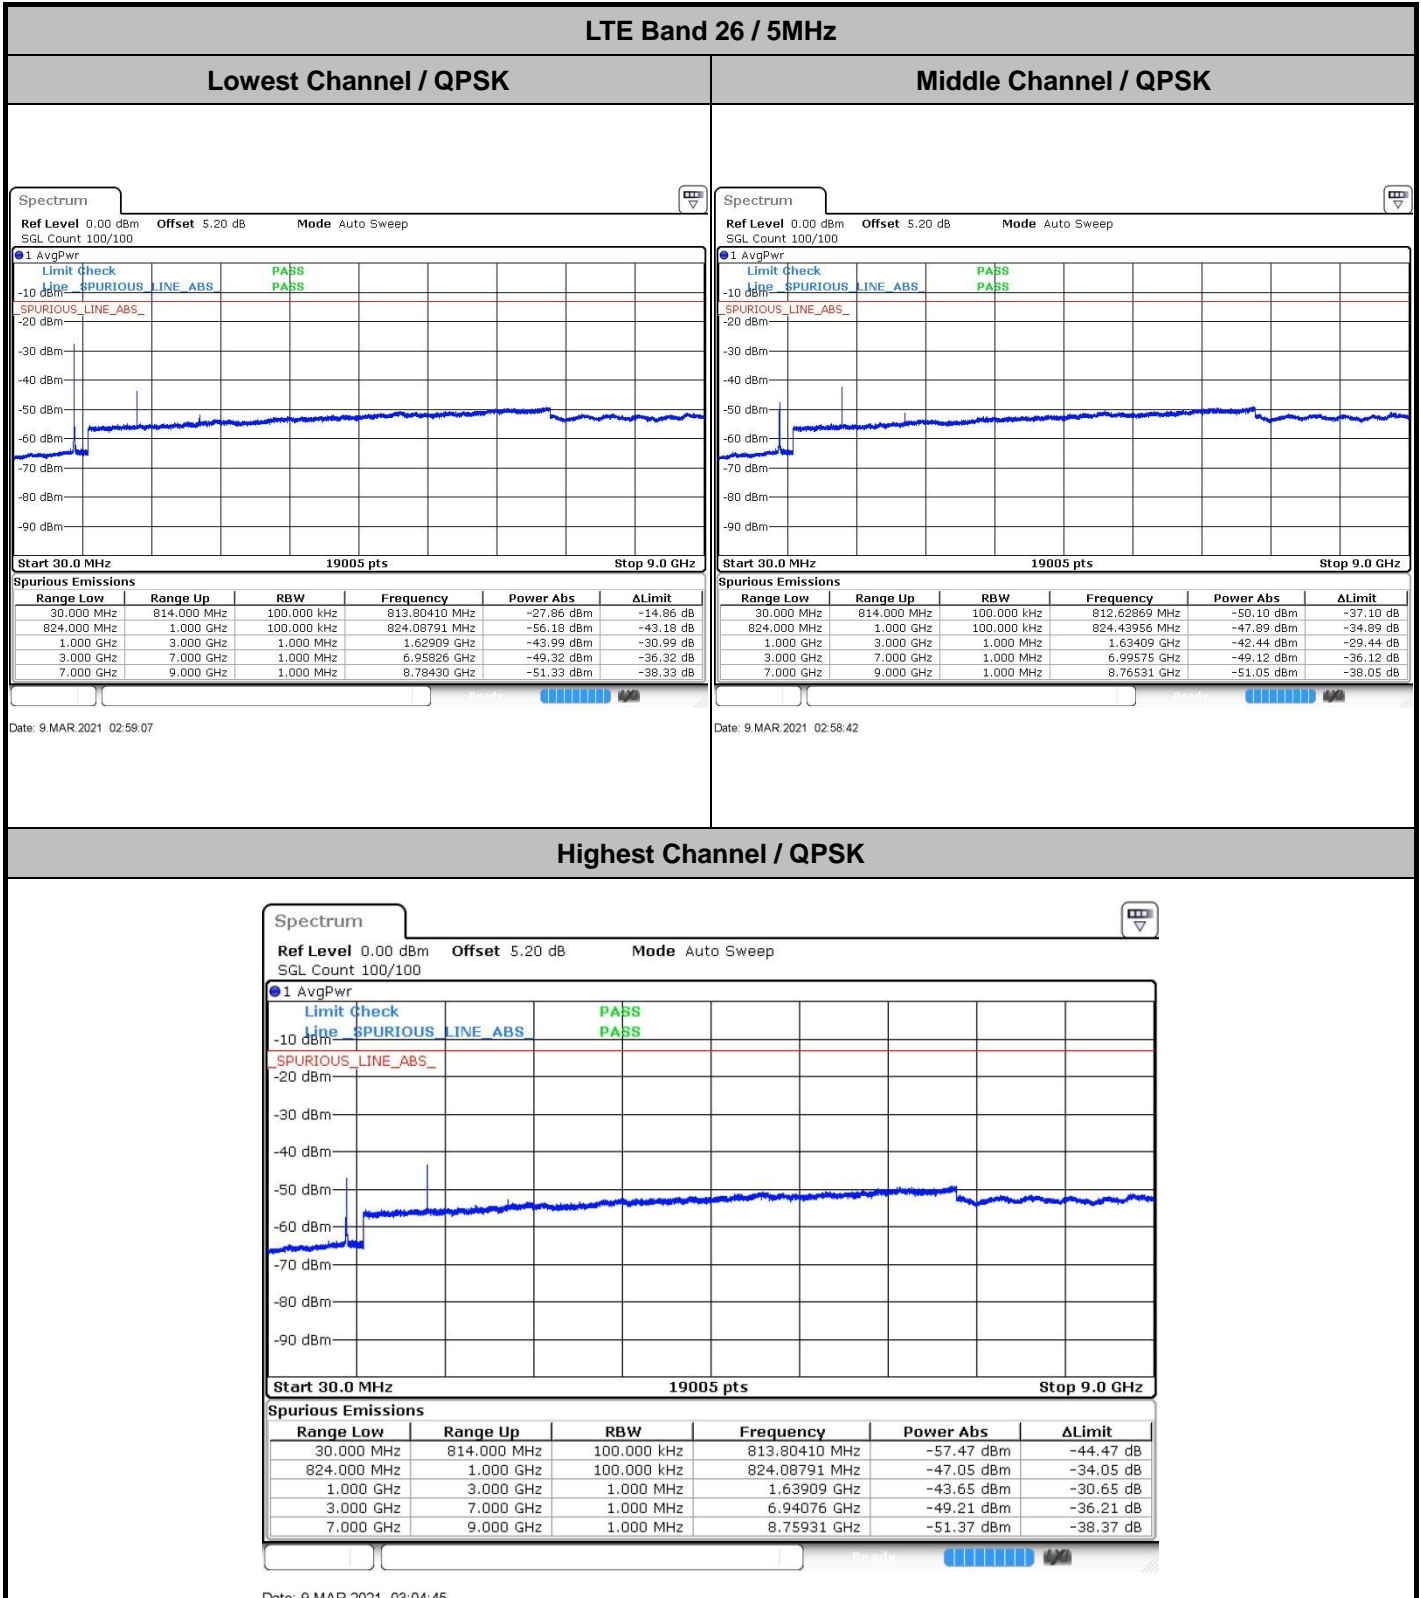 LTE Band 26 / 5MHz
Lowest Channel / QPSK
Middle Channel / QPSK
Spectrum
Ref Level 0.00 dBm Offset 5.20 dB Mode Auto Sweep
SGL Count 100/100
1 AvgPwr
Limit Check PASS
Line _SPURIOUS_LINE_ABS_ PASS
-10 dBm
_SPURIOUS_LINE_ABS_
-20 dBm
-30 dBm
-40 dBm
-50 dBm
-60 dBm
-70 dBm
-80 dBm
-90 dBm
Start 30.0 MHz 19005 pts Stop 9.0 GHz
Spurious Emissions
Range Low Range Up RBW Frequency Power Abs ΔLimit
30.000 MHz 814.000 MHz 100.000 kHz 813.80410 MHz -27.86 dBm -14.86 dB
824.000 MHz 1.000 GHz 100.000 kHz 824.08791 MHz -56.18 dBm -43.18 dB
1.000 GHz 3.000 GHz 1.000 MHz 1.62909 GHz -43.99 dBm -30.99 dB
3.000 GHz 7.000 GHz 1.000 MHz 6.95826 GHz -49.32 dBm -36.32 dB
7.000 GHz 9.000 GHz 1.000 MHz 8.78430 GHz -51.33 dBm -38.33 dB
Ready
Date: 9.MAR.2021 02:59:07
Spectrum
Ref Level 0.00 dBm Offset 5.20 dB Mode Auto Sweep
SGL Count 100/100
1 AvgPwr
Limit Check PASS
Line _SPURIOUS_LINE_ABS_ PASS
-10 dBm
_SPURIOUS_LINE_ABS_
-20 dBm
-30 dBm
-40 dBm
-50 dBm
-60 dBm
-70 dBm
-80 dBm
-90 dBm
Start 30.0 MHz 19005 pts Stop 9.0 GHz
Spurious Emissions
Range Low Range Up RBW Frequency Power Abs ΔLimit
30.000 MHz 814.000 MHz 100.000 kHz 812.62869 MHz -50.10 dBm -37.10 dB
824.000 MHz 1.000 GHz 100.000 kHz 824.43956 MHz -47.89 dBm -34.89 dB
1.000 GHz 3.000 GHz 1.000 MHz 1.63409 GHz -42.44 dBm -29.44 dB
3.000 GHz 7.000 GHz 1.000 MHz 6.99575 GHz -49.12 dBm -36.12 dB
7.000 GHz 9.000 GHz 1.000 MHz 8.76531 GHz -51.05 dBm -38.05 dB
Ready
Date: 9.MAR.2021 02:58:42
Highest Channel / QPSK
Spectrum
Ref Level 0.00 dBm Offset 5.20 dB Mode Auto Sweep
SGL Count 100/100
1 AvgPwr
Limit Check PASS
Line _SPURIOUS_LINE_ABS_ PASS
-10 dBm
_SPURIOUS_LINE_ABS_
-20 dBm
-30 dBm
-40 dBm
-50 dBm
-60 dBm
-70 dBm
-80 dBm
-90 dBm
Start 30.0 MHz 19005 pts Stop 9.0 GHz
Spurious Emissions
Range Low Range Up RBW Frequency Power Abs ΔLimit
30.000 MHz 814.000 MHz 100.000 kHz 813.80410 MHz -57.47 dBm -44.47 dB
824.000 MHz 1.000 GHz 100.000 kHz 824.08791 MHz -47.05 dBm -34.05 dB
1.000 GHz 3.000 GHz 1.000 MHz 1.63909 GHz -43.65 dBm -30.65 dB
3.000 GHz 7.000 GHz 1.000 MHz 6.94076 GHz -49.21 dBm -36.21 dB
7.000 GHz 9.000 GHz 1.000 MHz 8.75931 GHz -51.37 dBm -38.37 dB
Ready
Date: 9.MAR.2021 03:04:45